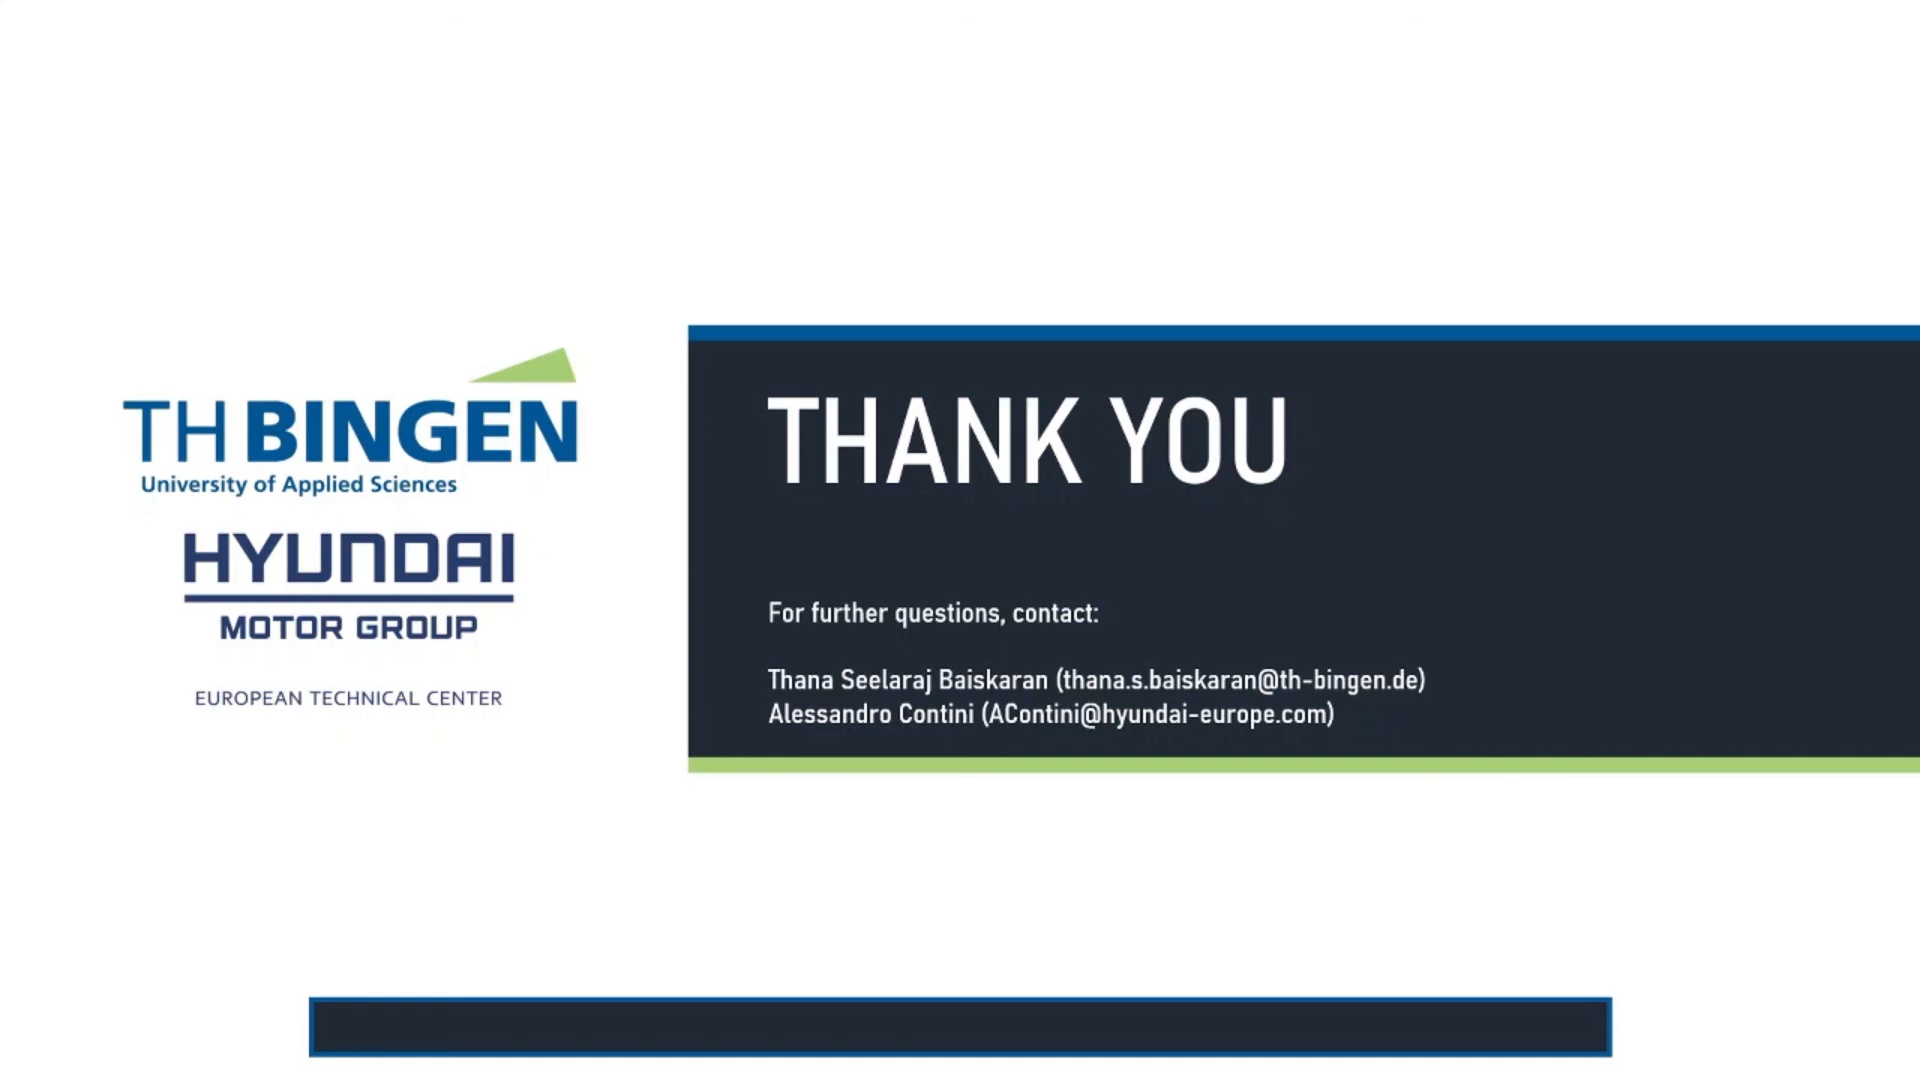 TH BINGEN
University of Applied Sciences
HYUNDAI
MOTOR GROUP
EUROPEAN TECHNICAL CENTER
THANK YOU
For further questions, contact:
Thana Seelaraj Baiskaran (thana.s.baiskaran@th-bingen.de)
Alessandro Contini (AContini@hyundai-europe.com)